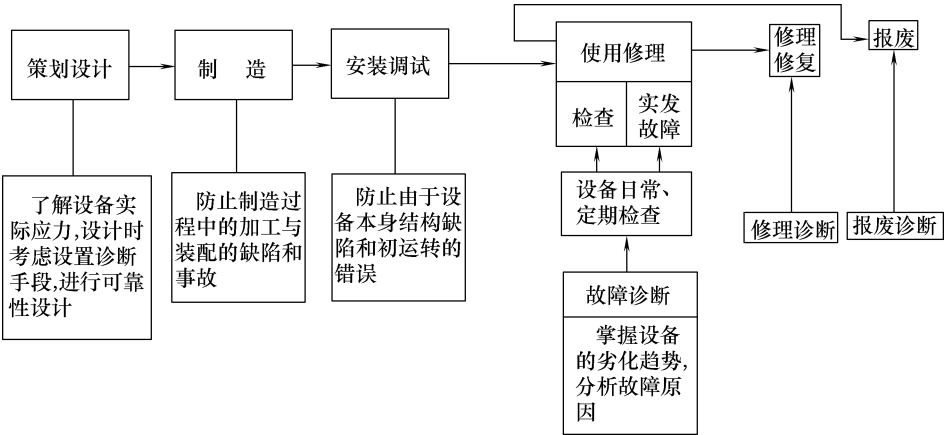 策划设计
制 造
安装调试
使用修理
检查
实发
故障
修理
修复
报废
了解设备实
际应力,设计时
考虑设置诊断
手段,进行可靠
性设计
防止制造过
程中的加工与
装配的缺陷和
事故
防止由于设
备本身结构缺
陷和初运转的
错误
设备日常、
定期检查
修理诊断
报废诊断
故障诊断
掌握设备
的劣化趋势,
分析故障原
因